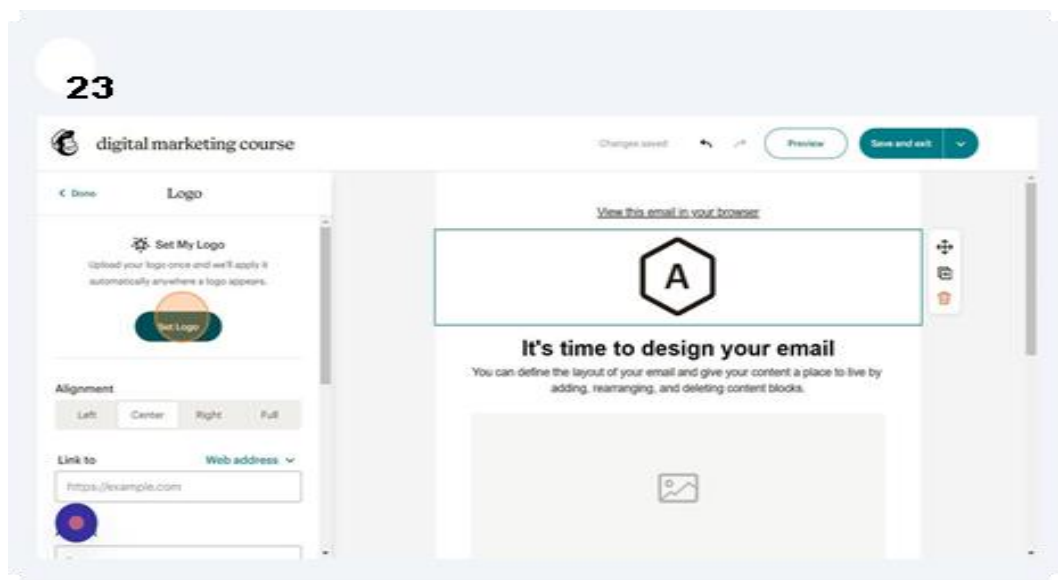 23
digital marketing course
Changes saved
Preview
Save and exit
< Done
Logo
Set My Logo
Upload your logo once and we'll apply it
automatically anywhere a logo appears.
Set Logo
Alignment
Left Center Right Full
Link to
Web address
https://example.com
View this email in your browser
A
It's time to design your email
You can define the layout of your email and give your content a place to live by
adding, rearranging, and deleting content blocks.